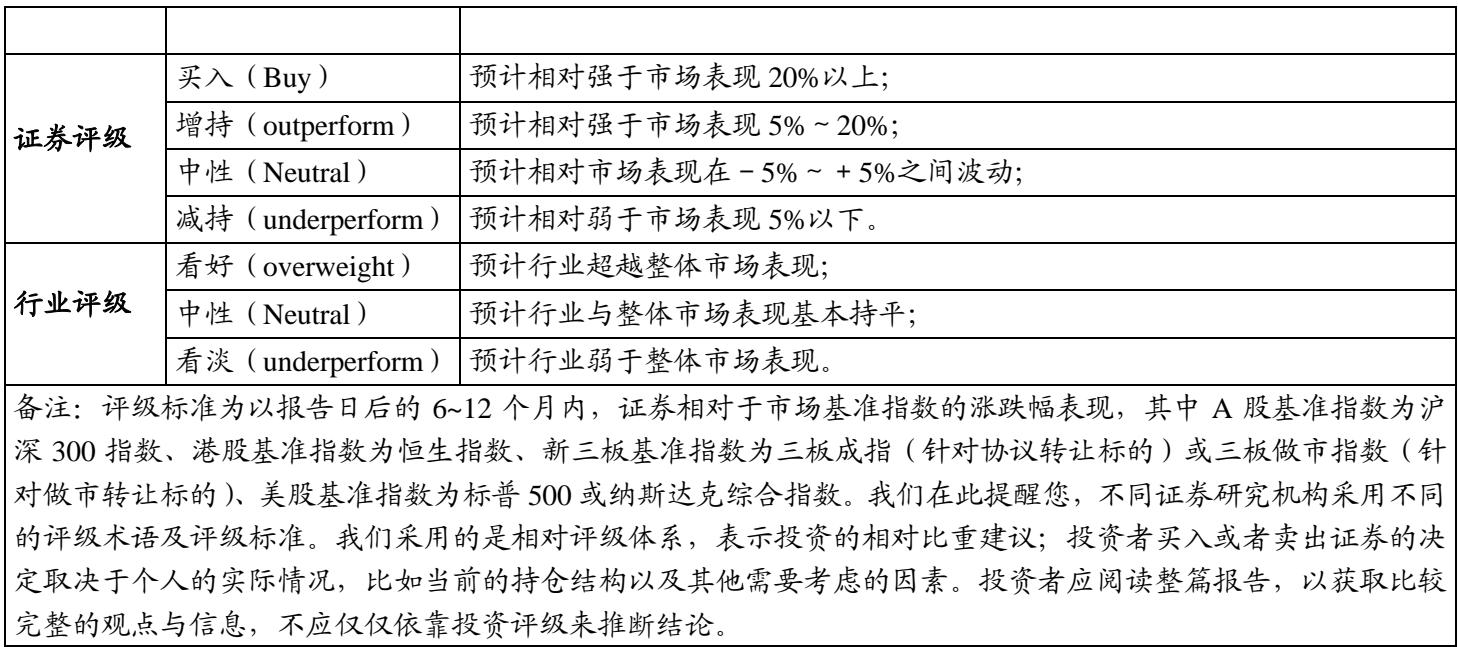 证券评级
买入（Buy） 预计相对强于市场表现 20%以上；
增持（outperform） 预计相对强于市场表现 5%～20%；
中性（Neutral） 预计相对市场表现在－5%～＋5%之间波动；
减持（underperform） 预计相对弱于市场表现 5%以下。
行业评级
看好（overweight） 预计行业超越整体市场表现；
中性（Neutral） 预计行业与整体市场表现基本持平；
看淡（underperform） 预计行业弱于整体市场表现。
备注：评级标准为以报告日后的 6~12 个月内，证券相对于市场基准指数的涨跌幅表现，其中 A 股基准指数为沪
深 300 指数、港股基准指数为恒生指数、新三板基准指数为三板成指（针对协议转让标的）或三板做市指数（针
对做市转让标的）、美股基准指数为标普 500 或纳斯达克综合指数。我们在此提醒您，不同证券研究机构采用不同
的评级术语及评级标准。我们采用的是相对评级体系，表示投资的相对比重建议；投资者买入或者卖出证券的决
定取决于个人的实际情况，比如当前的持仓结构以及其他需要考虑的因素。投资者应阅读整篇报告，以获取比较
完整的观点与信息，不应仅仅依靠投资评级来推断结论。